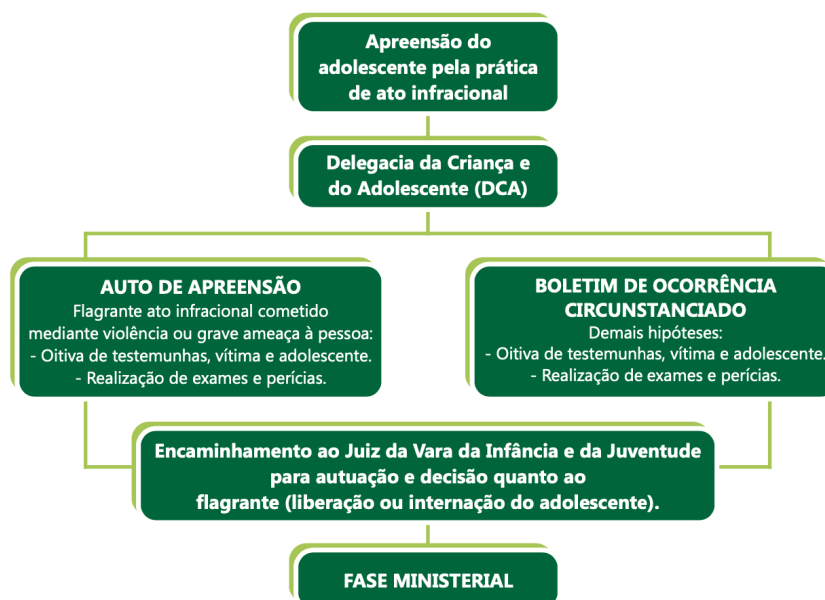 Apreensão do
adolescente pela prática
de ato infracional
Delegacia da Criança e
do Adolescente (DCA)
AUTO DE APREENSÃO
Flagrante ato infracional cometido
mediante violência ou grave ameaça à pessoa:
- Oitiva de testemunhas, vítima e adolescente.
- Realização de exames e perícias.
BOLETIM DE OCORRÊNCIA
CIRCUNSTANCIADO
Demais hipóteses:
- Oitiva de testemunhas, vítima e adolescente.
- Realização de exames e perícias.
Encaminhamento ao Juiz da Vara da Infância e da Juventude
para autuação e decisão quanto ao
flagrante (liberação ou internação do adolescente).
FASE MINISTERIAL